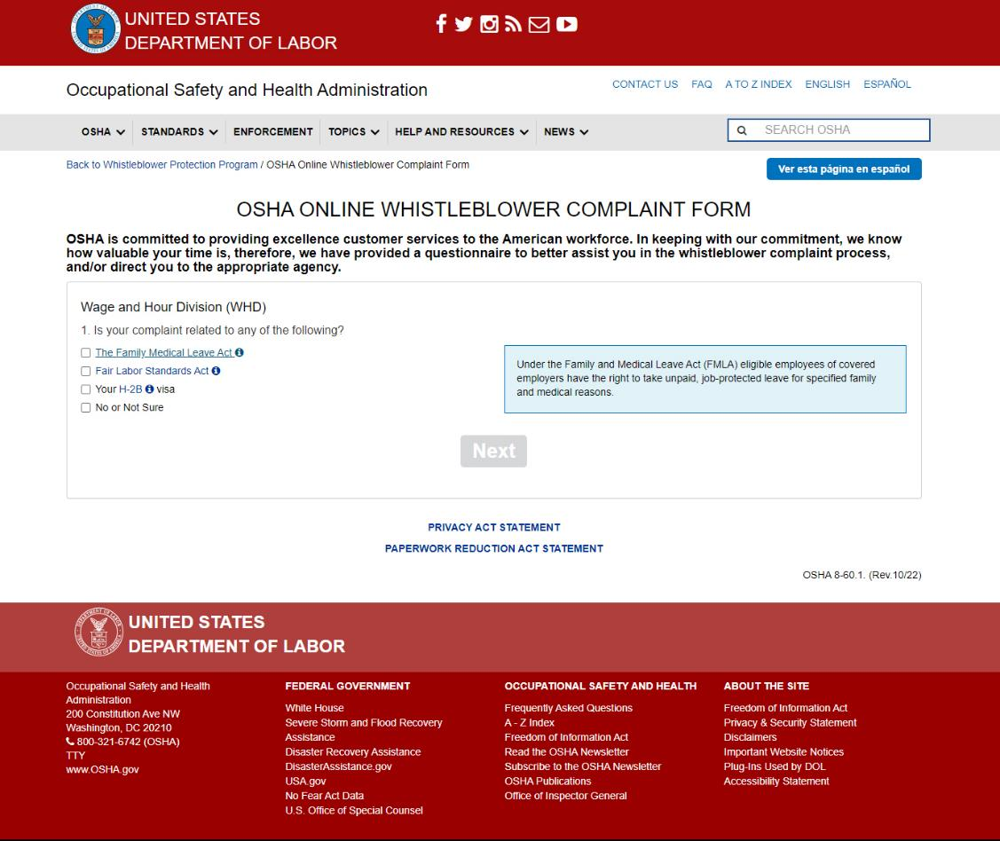 UNITED STATES
DEPARTMENT OF LABOR
Occupational Safety and Health Administration
CONTACT US FAQ A TO Z INDEX ENGLISH ESPAÑOL
OSHA STANDARDS ENFORCEMENT TOPICS HELP AND RESOURCES NEWS
SEARCH OSHA
Back to Whistleblower Protection Program / OSHA Online Whistleblower Complaint Form
Ver esta página en español
OSHA ONLINE WHISTLEBLOWER COMPLAINT FORM
OSHA is committed to providing excellence customer services to the American workforce. In keeping with our commitment, we know
how valuable your time is, therefore, we have provided a questionnaire to better assist you in the whistleblower complaint process,
and/or direct you to the appropriate agency.
Wage and Hour Division (WHD)
1. Is your complaint related to any of the following?
The Family Medical Leave Act
Fair Labor Standards Act
Your H-2B visa
No or Not Sure
Under the Family and Medical Leave Act (FMLA) eligible employees of covered
employers have the right to take unpaid, job-protected leave for specified family
and medical reasons.
Next
PRIVACY ACT STATEMENT
PAPERWORK REDUCTION ACT STATEMENT
OSHA 8-60.1. (Rev.10/22)
UNITED STATES
DEPARTMENT OF LABOR
Occupational Safety and Health
Administration
200 Constitution Ave NW
Washington, DC 20210
800-321-6742 (OSHA)
TTY
www.OSHA.gov
FEDERAL GOVERNMENT
White House
Severe Storm and Flood Recovery
Assistance
Disaster Recovery Assistance
DisasterAssistance.gov
USA.gov
No Fear Act Data
U.S. Office of Special Counsel
OCCUPATIONAL SAFETY AND HEALTH
Frequently Asked Questions
A - Z Index
Freedom of Information Act
Read the OSHA Newsletter
Subscribe to the OSHA Newsletter
OSHA Publications
Office of Inspector General
ABOUT THE SITE
Freedom of Information Act
Privacy & Security Statement
Disclaimers
Important Website Notices
Plug-Ins Used by DOL
Accessibility Statement